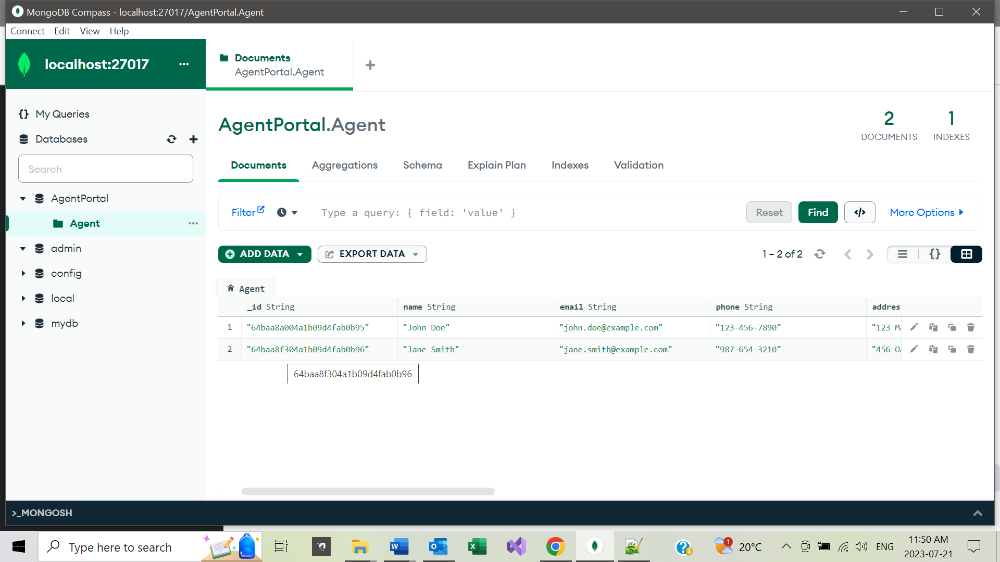 MongoDB Compass - localhost:27017/AgentPortal.Agent
Connect Edit View Help
localhost:27017
Documents
AgentPortal.Agent
My Queries
Databases
Search
AgentPortal
Agent
admin
config
local
mydb
AgentPortal.Agent
2
DOCUMENTS
1
INDEXES
Documents Aggregations Schema Explain Plan Indexes Validation
Filter Type a query: { field: 'value' } Reset Find </> More Options
ADD DATA EXPORT DATA 1 – 2 of 2 {}
Agent
_id String name String email String phone String addres
1 "64baa8a004a1b09d4fab0b95" "John Doe" "john.doe@example.com" "123-456-7890" "123
2 "64baa8f304a1b09d4fab0b96" "Jane Smith" "jane.smith@example.com" "987-654-3210" "456
64baa8f304a1b09d4fab0b96
>_MONGOSH
Type here to search
1
20°C
ENG
11:50 AM
2023-07-21